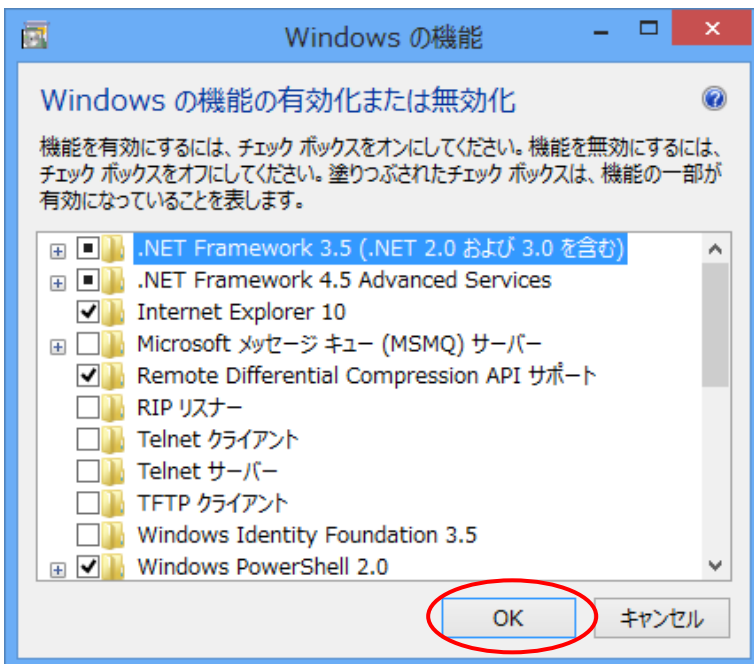 Windows の機能
Windows の機能の有効化または無効化
機能を有効にするには、チェック ボックスをオンにしてください。機能を無効にするには、
チェック ボックスをオフにしてください。塗りつぶされたチェック ボックスは、機能の一部が
有効になっていることを表します。
.NET Framework 3.5 (.NET 2.0 および 3.0 を含む)
.NET Framework 4.5 Advanced Services
Internet Explorer 10
Microsoft メッセージ キュー (MSMQ) サーバー
Remote Differential Compression API サポート
RIP リスナー
Telnet クライアント
Telnet サーバー
TFTP クライアント
Windows Identity Foundation 3.5
Windows PowerShell 2.0
OK
キャンセル